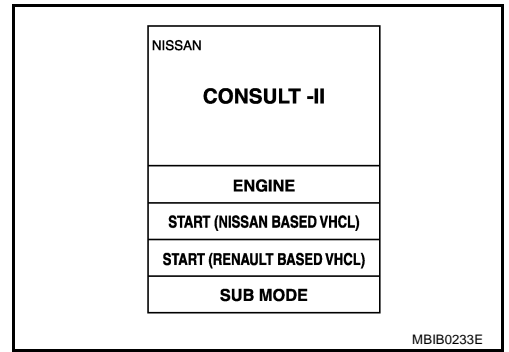 NISSAN
CONSULT -II
ENGINE
START (NISSAN BASED VHCL)
START (RENAULT BASED VHCL)
SUB MODE
MBIB0233E